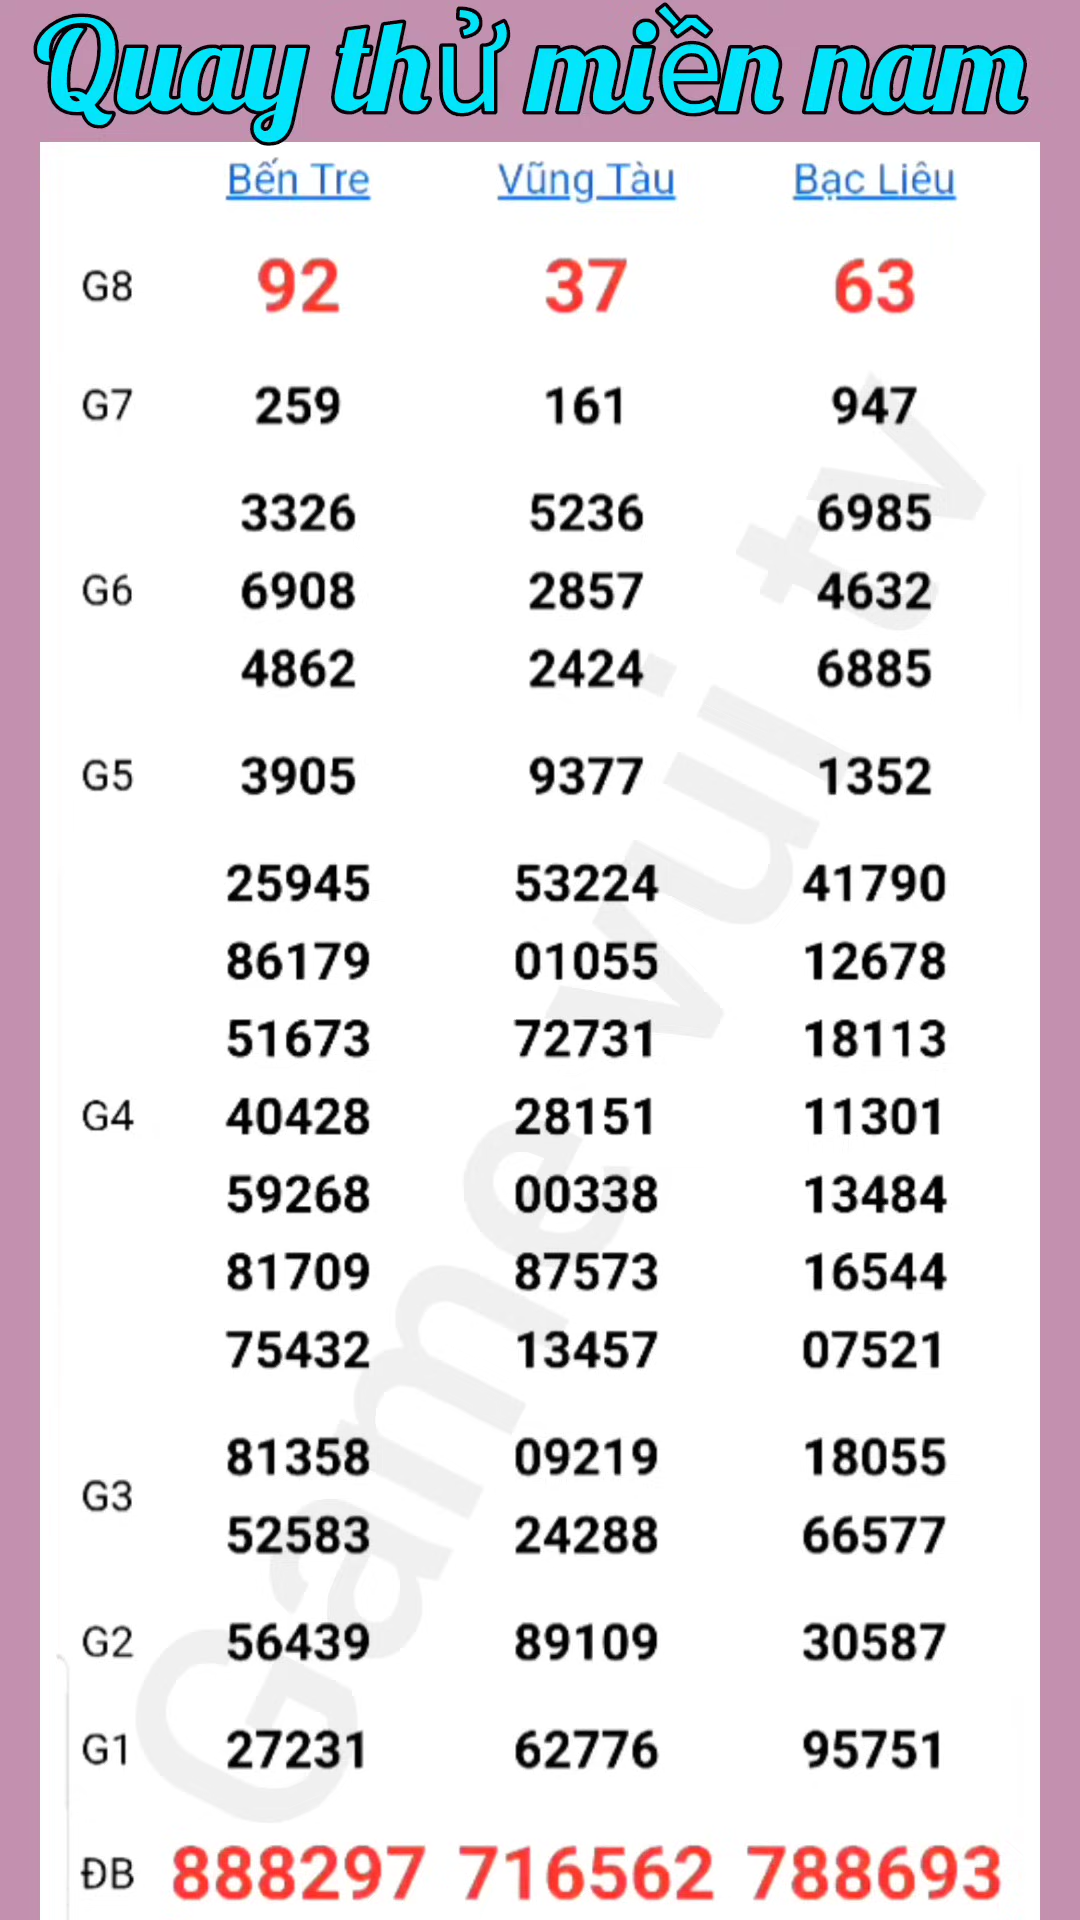 Quay thử miền nam
Bến Tre Vũng Tàu Bạc Liêu
G8 92 37 63
G7 259 161 947
3326 5236 6985
G6 6908 2857 4632
4862 2424 6885
G5 3905 9377 1352
25945 53224 41790
86179 01055 12678
51673 72731 18113
G4 40428 28151 11301
59268 00338 13484
81709 87573 16544
75432 13457 07521
81358 09219 18055
G3
52583 24288 66577
G2 56439 89109 30587
G1 27231 62776 95751
ĐB 888297 716562 788693
Game vui tv